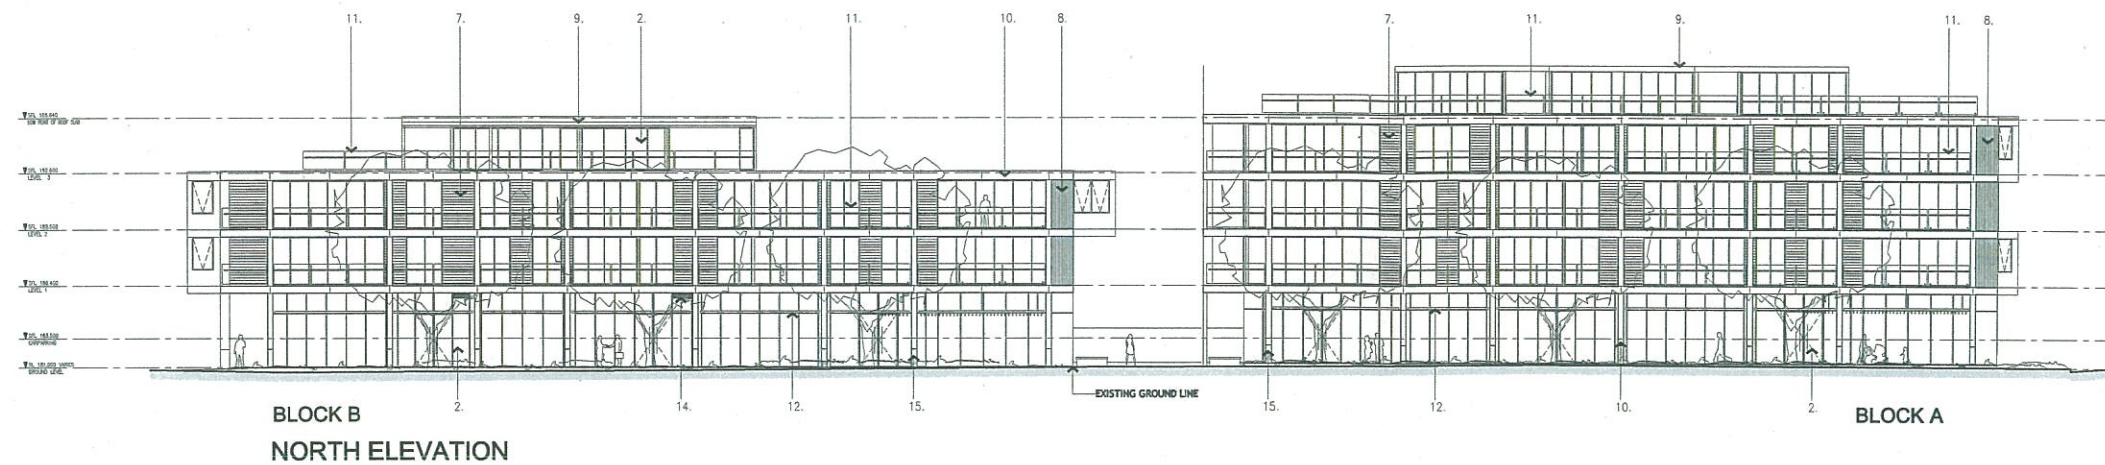 11.
7.
9.
2.
11.
10.
8.
7.
11.
9.
11.
8.
LEVEL 3
LEVEL 2
LEVEL 1
CARPARKING
GROUND LEVEL
EXISTING GROUND LINE
2.
14.
12.
15.
15.
12.
10.
2.
BLOCK B
BLOCK A
NORTH ELEVATION